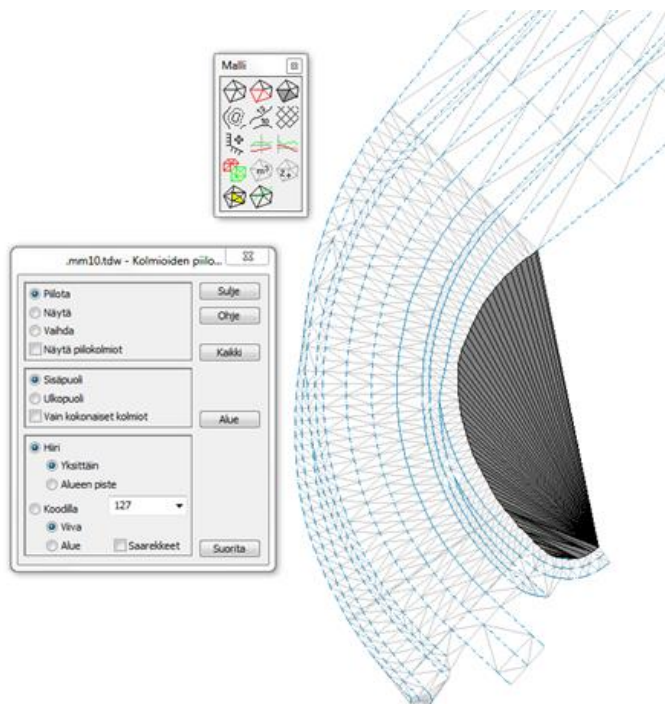 Malli
.mm10.tdw - Kolmioiden piilo...
Piilota
Sulje
Näytä
Ohje
Vaihda
Näytä piilokolmiot
Kaikki
Sisäpuoli
Ulkopuoli
Vain kokonaiset kolmiot
Alue
Hiiri
Yksittäin
Alueen piste
Koodilla
127
Viiva
Alue
Saarekkeet
Suorita